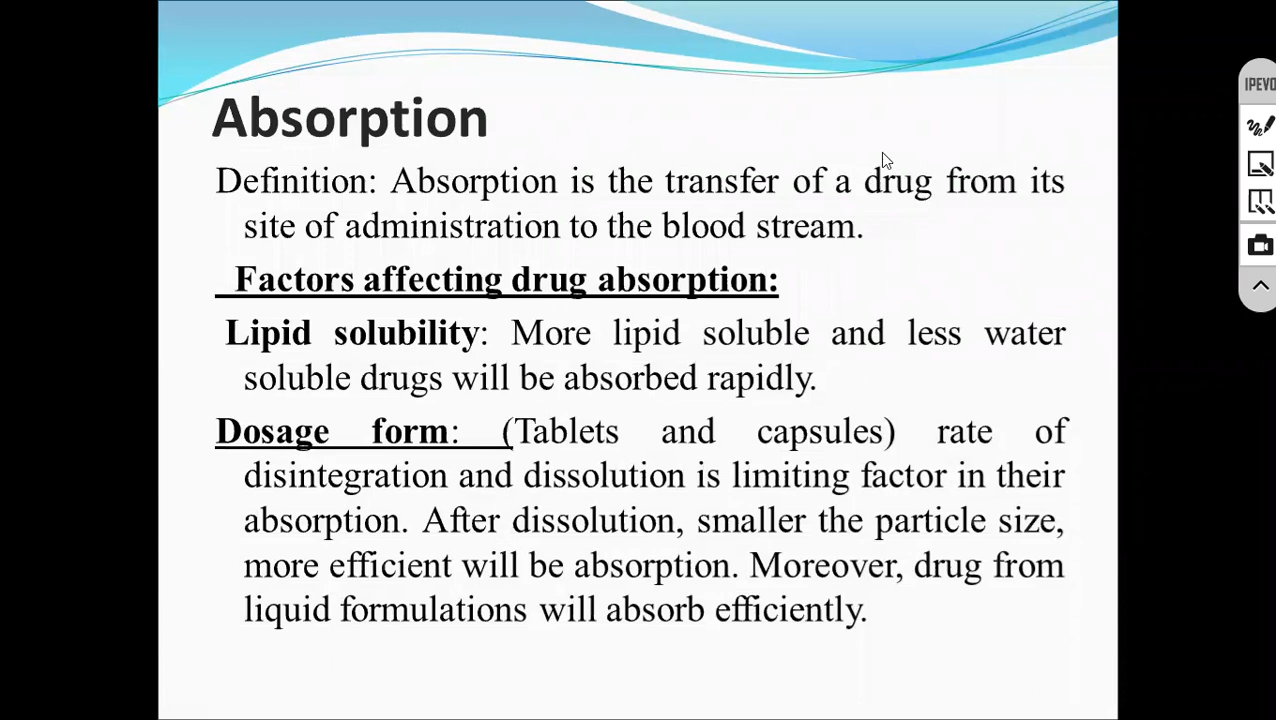 Absorption
Definition: Absorption is the transfer of a drug from its
site of administration to the blood stream.
Factors affecting drug absorption:
Lipid solubility: More lipid soluble and less water
soluble drugs will be absorbed rapidly.
Dosage form: (Tablets and capsules) rate of
disintegration and dissolution is limiting factor in their
absorption. After dissolution, smaller the particle size,
more efficient will be absorption. Moreover, drug from
liquid formulations will absorb efficiently.
IPEVO